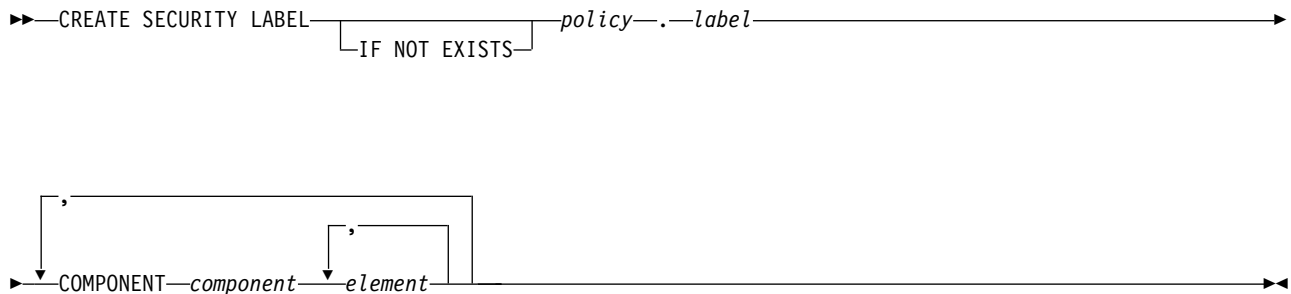 CREATE SECURITY LABEL policy . label
IF NOT EXISTS
,
,
COMPONENT component element